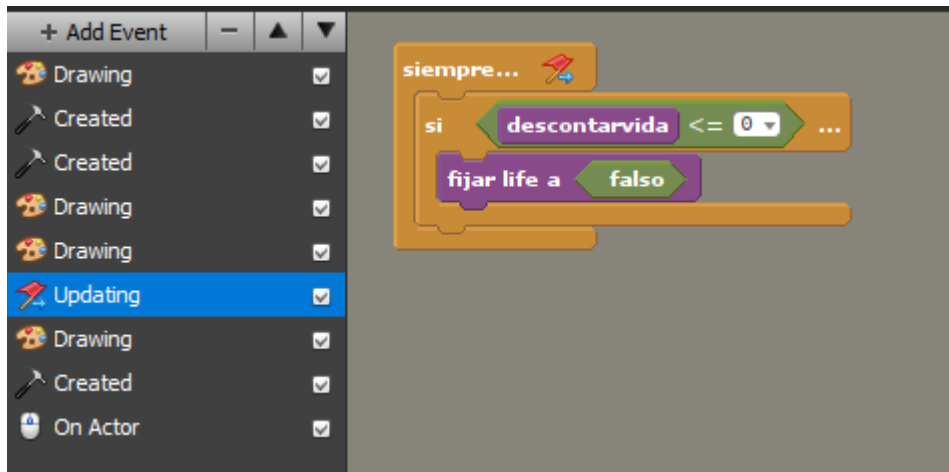 + Add Event
Drawing
Created
Created
Drawing
Drawing
Updating
Drawing
Created
On Actor
siempre...
si descontarvida <= 0 ...
fijar life a falso